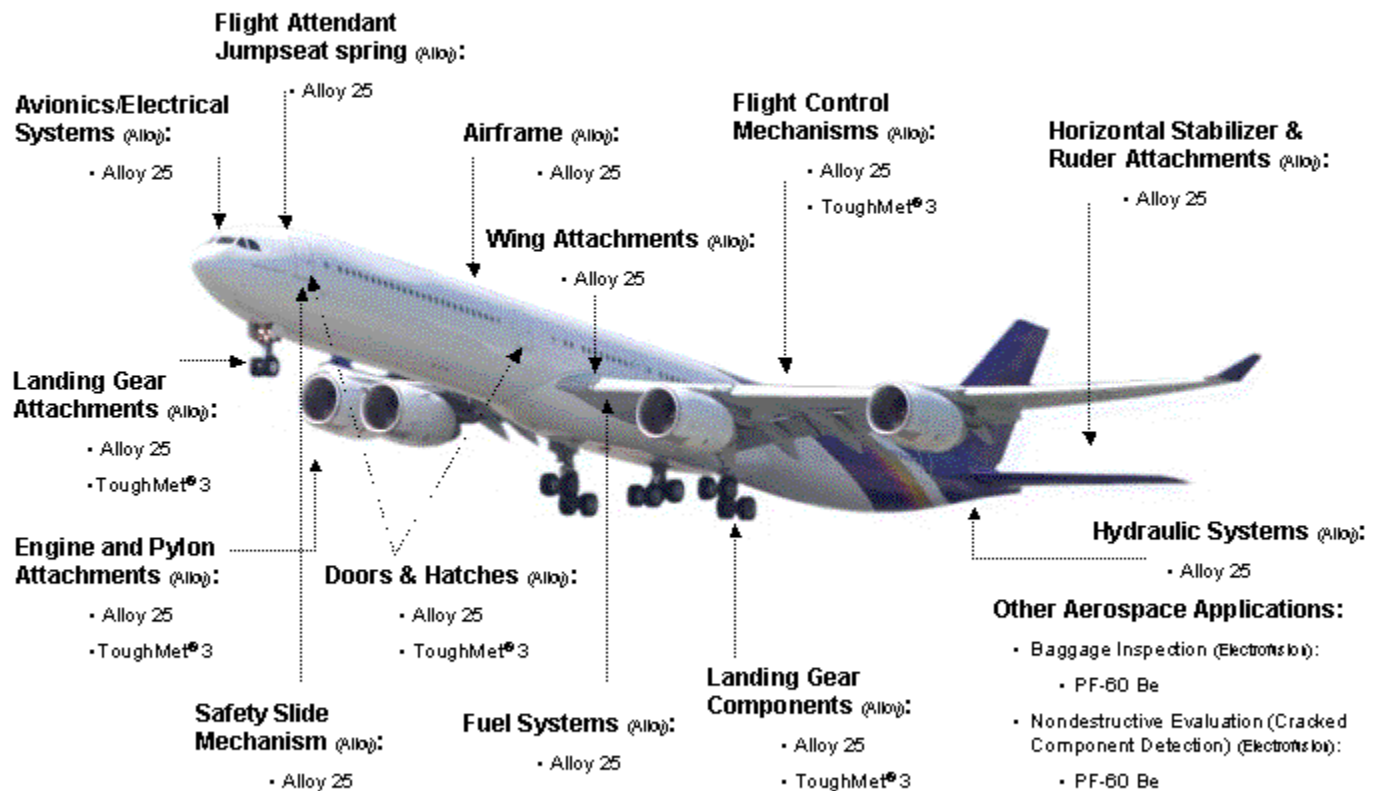 Flight Attendant
Jumpseat spring (Alloy):
• Alloy 25
Avionics/Electrical
Systems (Alloy):
• Alloy 25
Airframe (Alloy):
• Alloy 25
Flight Control
Mechanisms (Alloy):
• Alloy 25
• ToughMet® 3
Horizontal Stabilizer &
Ruder Attachments (Alloy):
• Alloy 25
Wing Attachments (Alloy):
• Alloy 25
Landing Gear
Attachments (Alloy):
• Alloy 25
•ToughMet® 3
Engine and Pylon
Attachments (Alloy):
• Alloy 25
•ToughMet® 3
Doors & Hatches (Alloy):
• Alloy 25
• ToughMet® 3
Hydraulic Systems (Alloy):
• Alloy 25
Safety Slide
Mechanism (Alloy):
• Alloy 25
Fuel Systems (Alloy):
• Alloy 25
Landing Gear
Components (Alloy):
• Alloy 25
• ToughMet® 3
Other Aerospace Applications:
• Baggage Inspection (Electrofusion):
• PF-60 Be
• Nondestructive Evaluation (Cracked
Component Detection) (Electrofusion):
• PF-60 Be